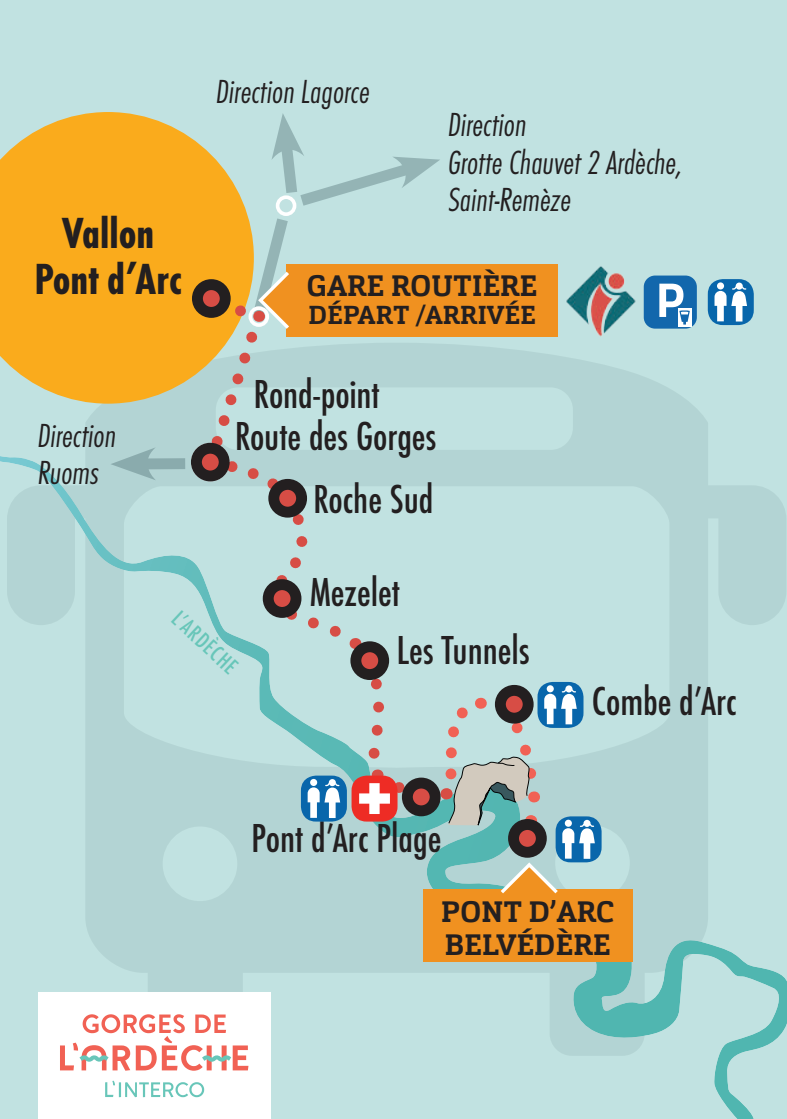 Direction Lagorce
Direction
Grotte Chauvet 2 Ardèche,
Saint-Remèze
Vallon
Pont d'Arc
GARE ROUTIÈRE
DÉPART /ARRIVÉE
P
Rond-point
Route des Gorges
Direction
Ruoms
Roche Sud
Mezelet
L'ARDÈCHE
Les Tunnels
Combe d'Arc
Pont d'Arc Plage
PONT D'ARC
BELVÉDÈRE
GORGES DE
L'ARDÈCHE
L'INTERCO